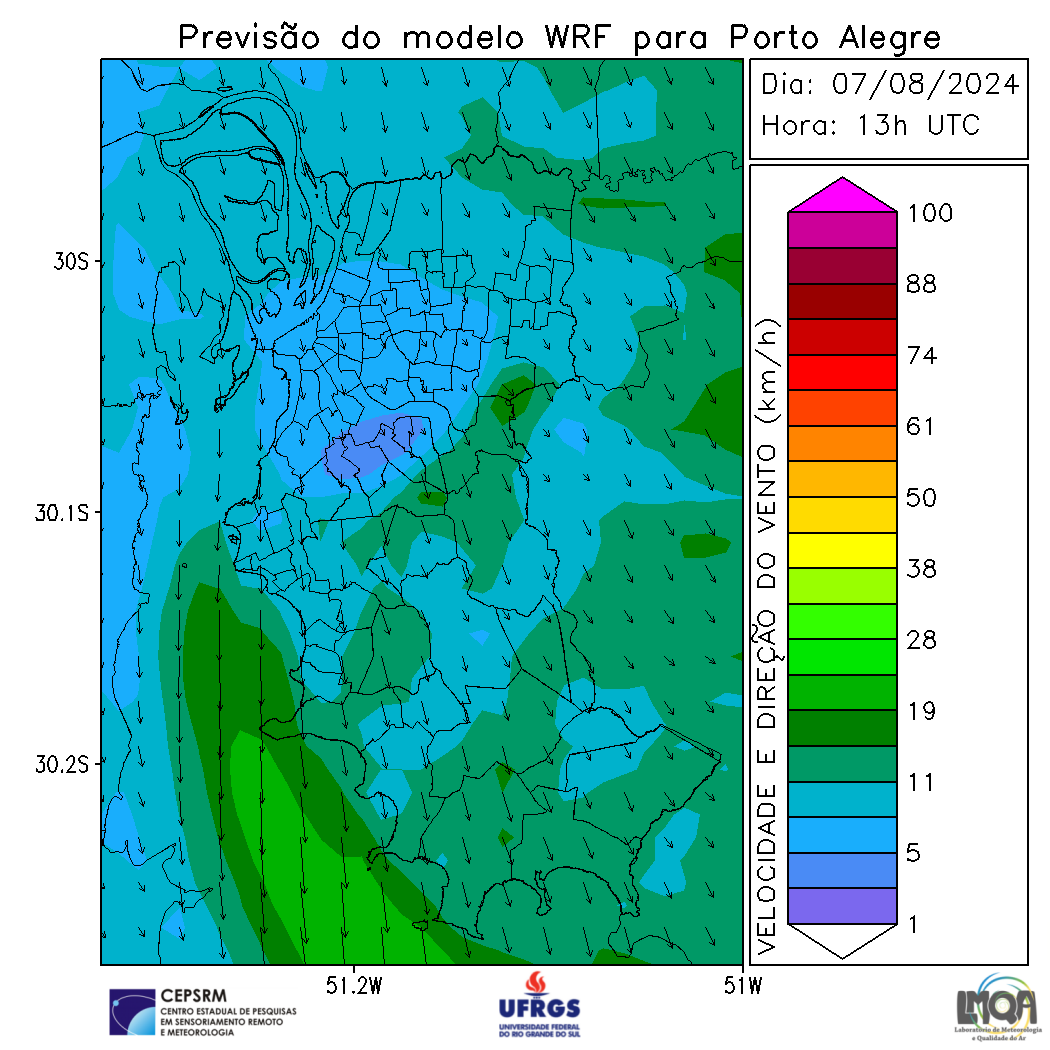 Previsão do modelo WRF para Porto Alegre
Dia: 07/08/2024
Hora: 13h UTC
30S
30.1S
30.2S
51.2W
51W
VELOCIDADE E DIREÇÃO DO VENTO (km/h)
100
88
74
61
50
38
28
19
11
5
1
CEPSRM
CENTRO ESTADUAL DE PESQUISAS
EM SENSORIAMENTO REMOTO
E METEOROLOGIA
UFRGS
UNIVERSIDADE FEDERAL
DO RIO GRANDE DO SUL
LMQA
Laboratório de Meteorologia
e Qualidade do Ar